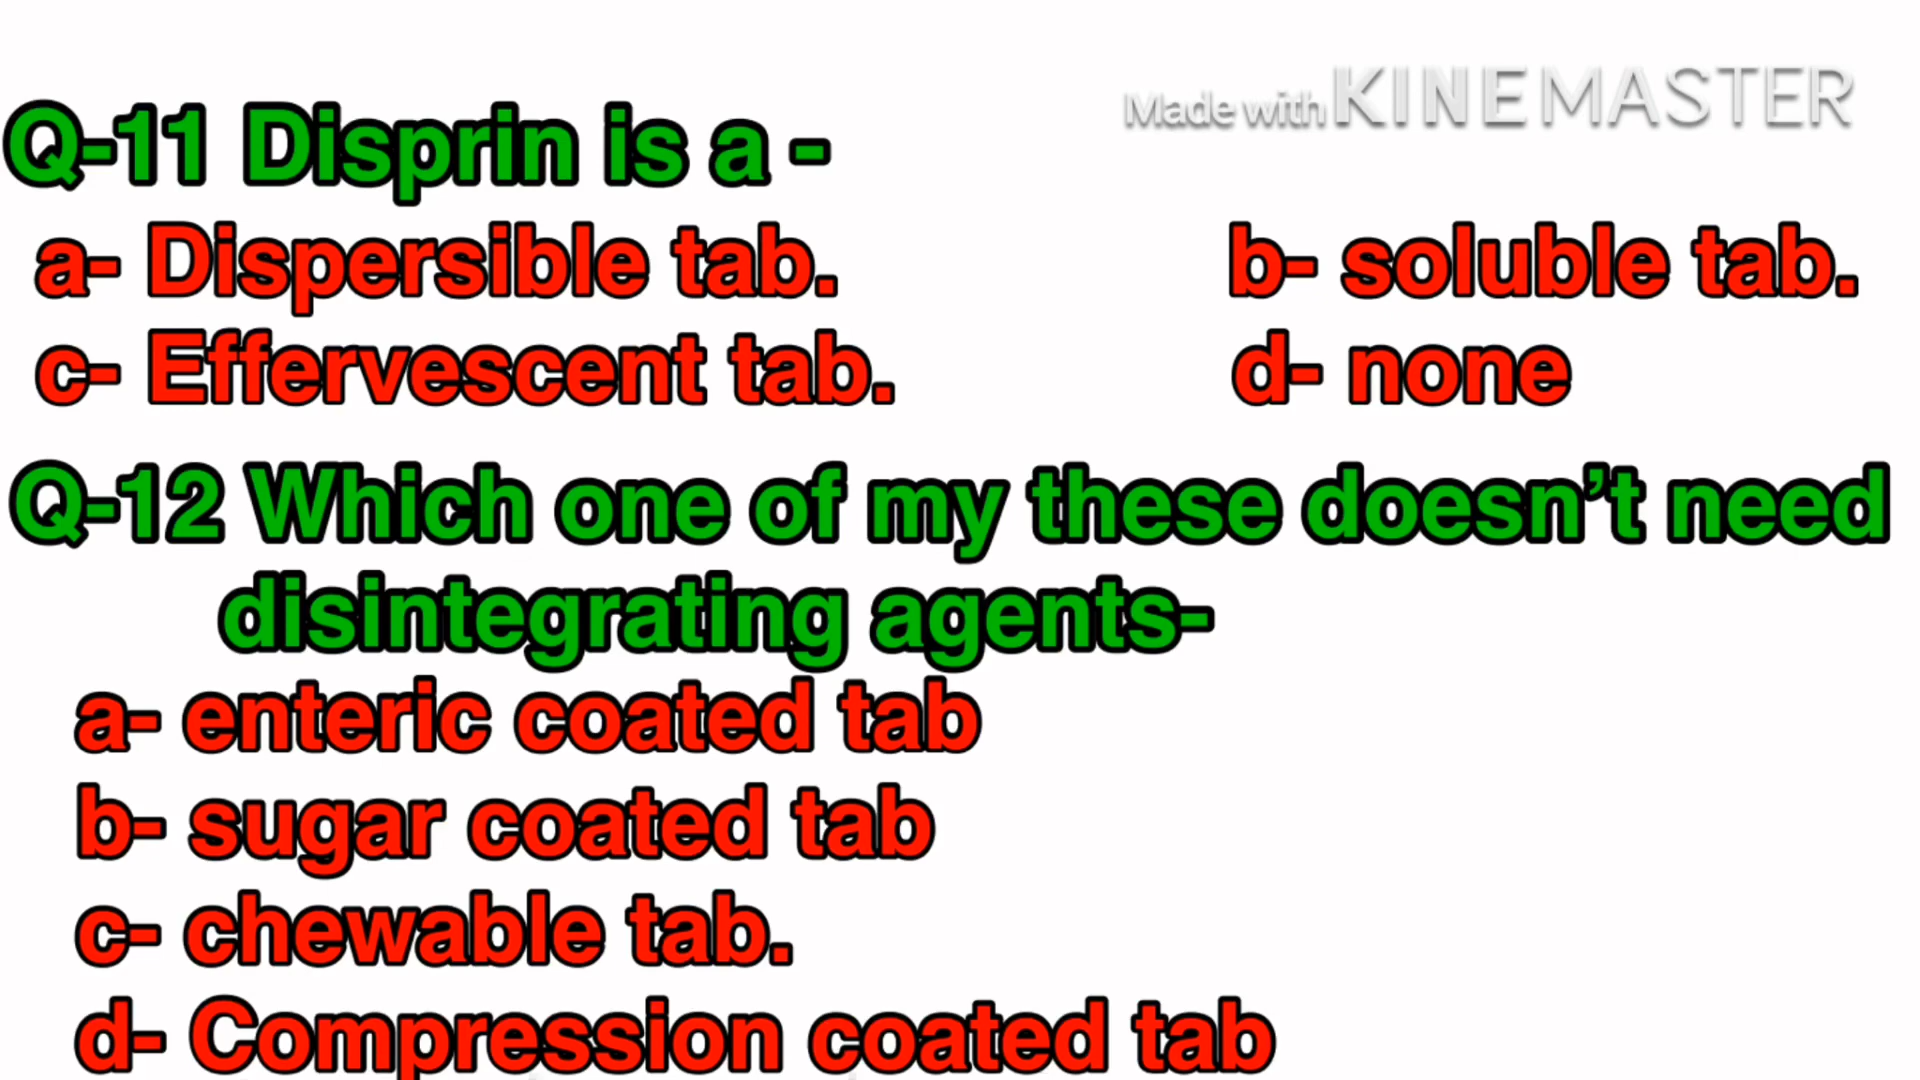 Made with KINEMASTER
Q-11 Disprin is a -
a- Dispersible tab. b- soluble tab.
c- Effervescent tab. d- none
Q-12 Which one of my these doesn’t need
disintegrating agents-
a- enteric coated tab
b- sugar coated tab
c- chewable tab.
d- Compression coated tab